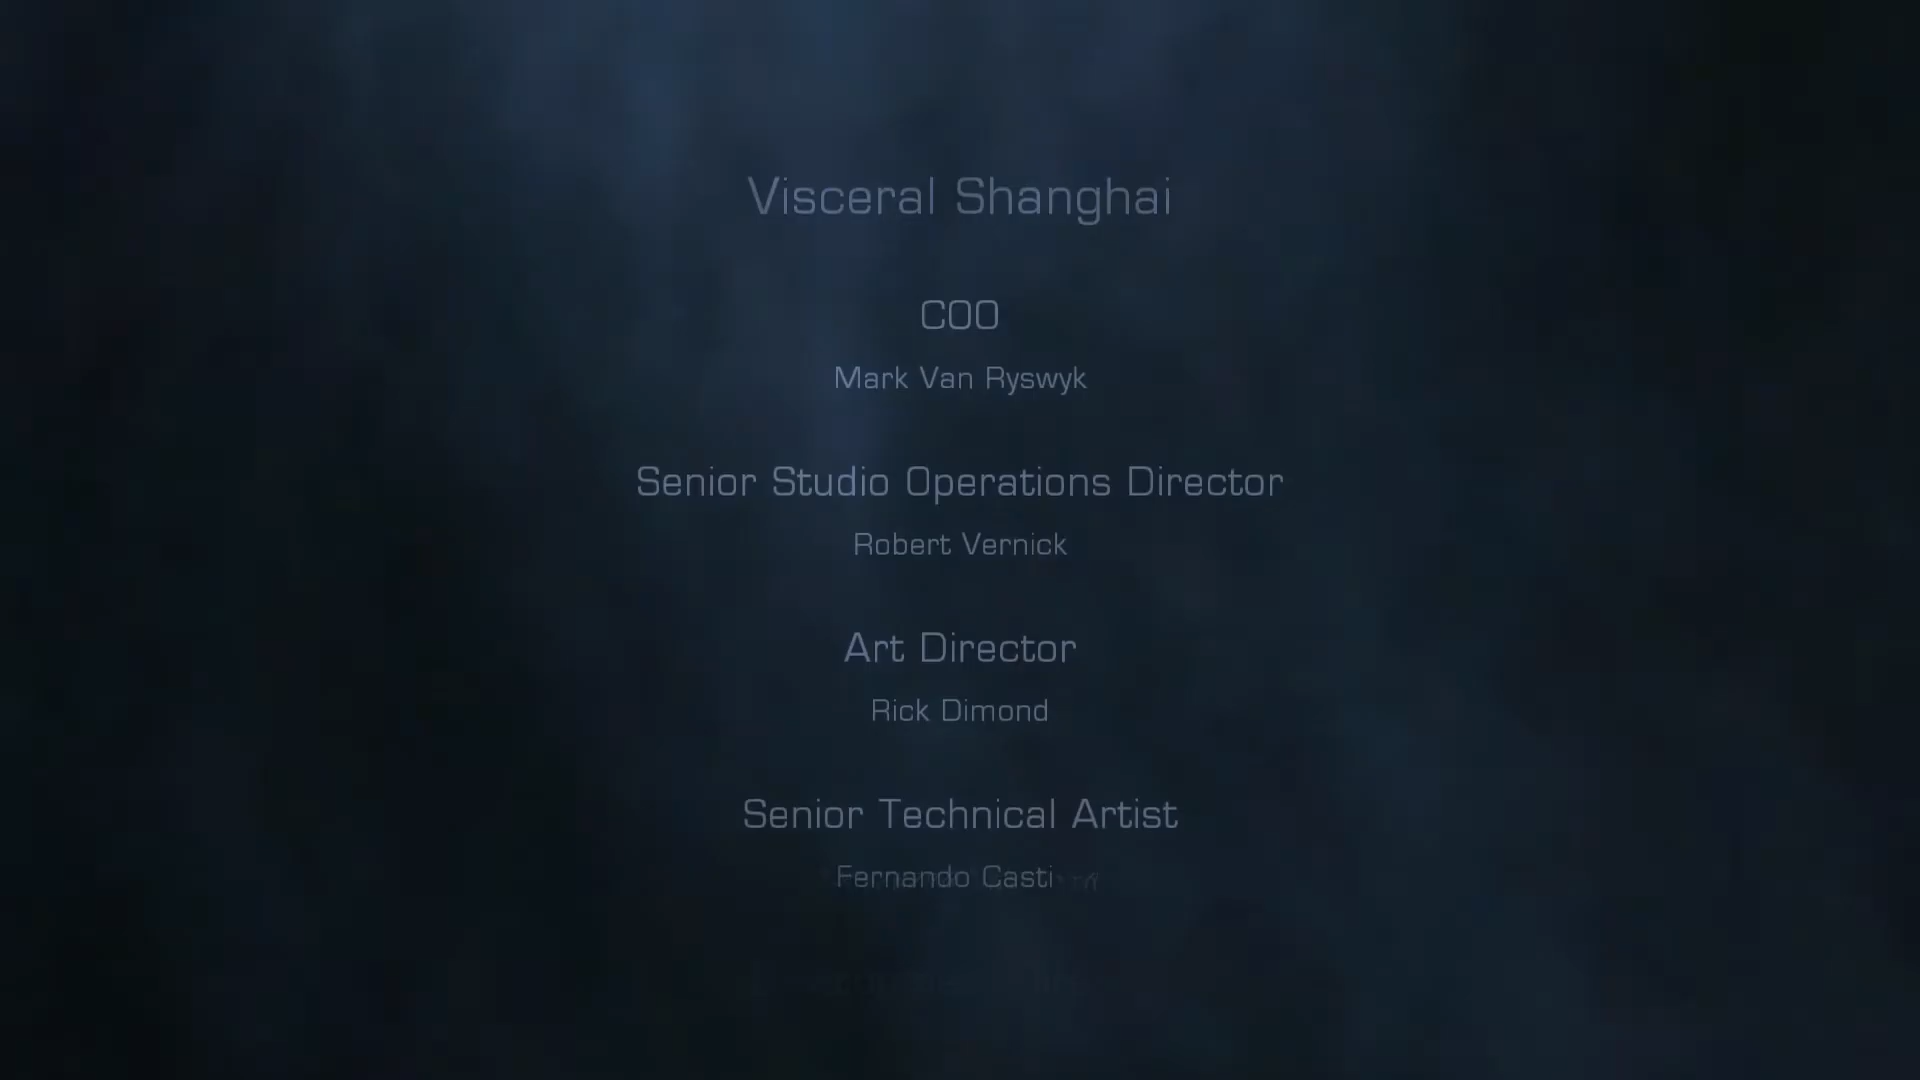 Visceral Shanghai
COO
Mark Van Ryswyk
Senior Studio Operations Director
Robert Vernick
Art Director
Rick Dimond
Senior Technical Artist
Fernando